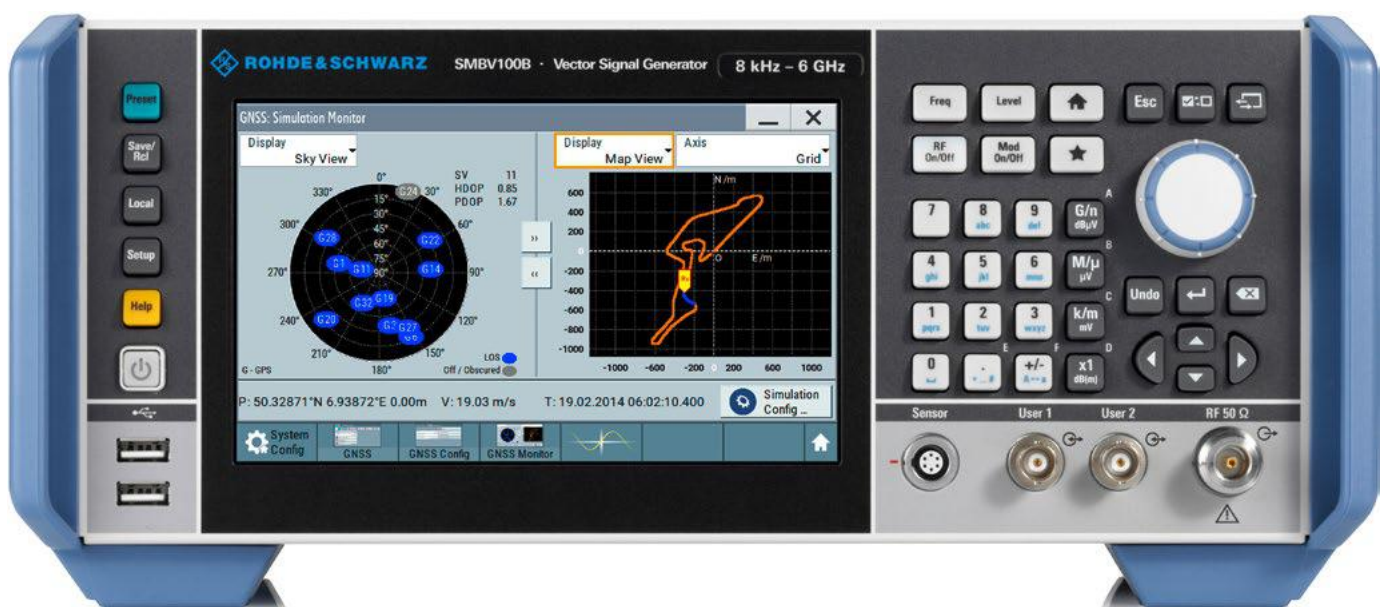 ROHDE&SCHWARZ SMBV100B · Vector Signal Generator 8 kHz – 6 GHz
Preset
Save/
Rcl
Local
Setup
Help
GNSS: Simulation Monitor
Display
Sky View
Display
Map View
Axis
Grid
SV 11
HDOP 0.85
PDOP 1.67
0°
30°
60°
90°
120°
150°
180°
210°
240°
270°
300°
330°
15°
30°
45°
60°
75°
90°
G24
G28
G22
G1
G11
G14
G32
G19
G20
G3
G27
G6
LOS
Off / Obscured
G - GPS
»
«
N/m
600
400
200
0
-200
-400
-600
-800
-1000
O
E/m
-1000 -600 -200 0 200 600 1000
P: 50.32871°N 6.93872°E 0.00m V: 19.03 m/s T: 19.02.2014 06:02:10.400
Simulation
Config ...
System
Config
GNSS
GNSS Config
GNSS Monitor
Freq
Level
Esc
RF
On/Off
Mod
On/Off
A
7
8
abc
9
def
G/n
dBµV
B
4
ghi
5
jkl
6
mno
M/µ
µV
C
1
pqrs
2
tuv
3
wxyz
k/m
mV
Undo
E
F
D
0
.
+/-
x1
dB(m)
Sensor
User 1
User 2
RF 50 Ω